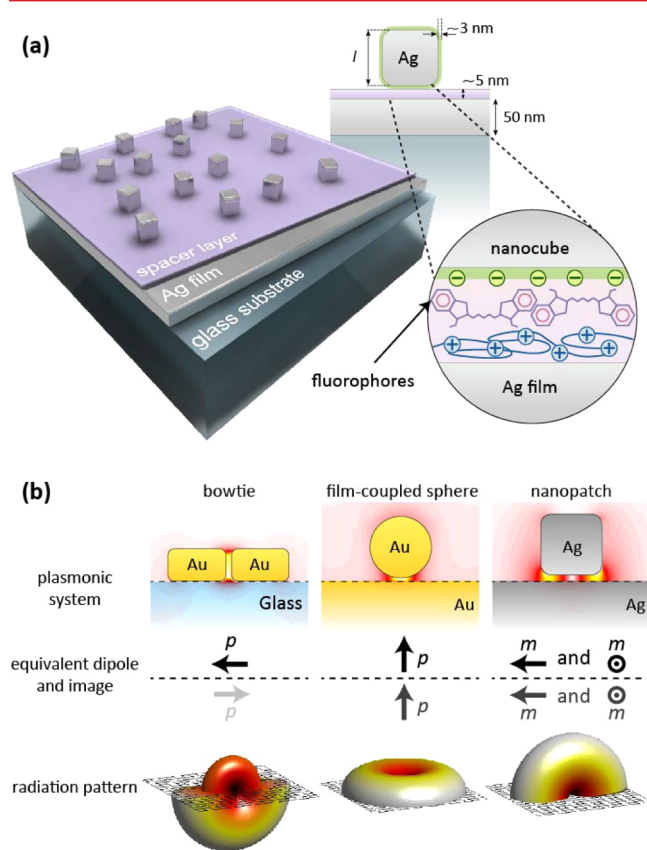 (a)
l
Ag
~3 nm
~5 nm
50 nm
spacer layer
Ag film
glass substrate
nanocube
fluorophores
Ag film
(b)
bowtie
film-coupled sphere
nanopatch
plasmonic
system
Au
Au
Glass
Au
Au
Ag
Ag
equivalent dipole
and image
p
p
p
p
m and m
and
m m
radiation pattern